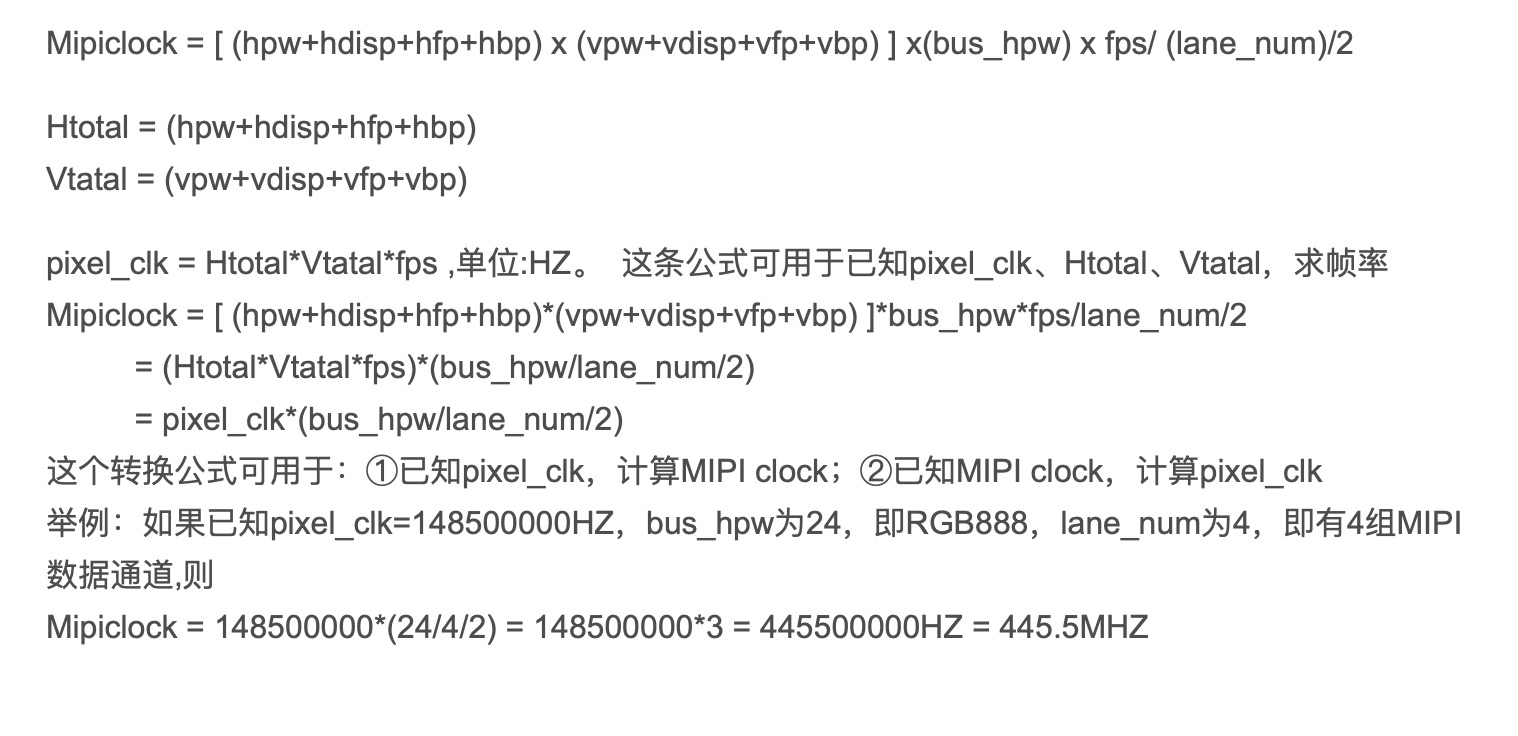 Mipiclock = [ (hpw+hdisp+hfp+hbp) x (vpw+vdisp+vfp+vbp) ] x(bus_hpw) x fps/ (lane_num)/2
Htotal = (hpw+hdisp+hfp+hbp)
Vtatal = (vpw+vdisp+vfp+vbp)
pixel_clk = Htotal*Vtatal*fps ,单位:HZ。 这条公式可用于已知pixel_clk、Htotal、Vtatal，求帧率
Mipiclock = [ (hpw+hdisp+hfp+hbp)*(vpw+vdisp+vfp+vbp) ]*bus_hpw*fps/lane_num/2
= (Htotal*Vtatal*fps)*(bus_hpw/lane_num/2)
= pixel_clk*(bus_hpw/lane_num/2)
这个转换公式可用于：①已知pixel_clk，计算MIPI clock；②已知MIPI clock，计算pixel_clk
举例：如果已知pixel_clk=148500000HZ，bus_hpw为24，即RGB888，lane_num为4，即有4组MIPI
数据通道,则
Mipiclock = 148500000*(24/4/2) = 148500000*3 = 445500000HZ = 445.5MHZ